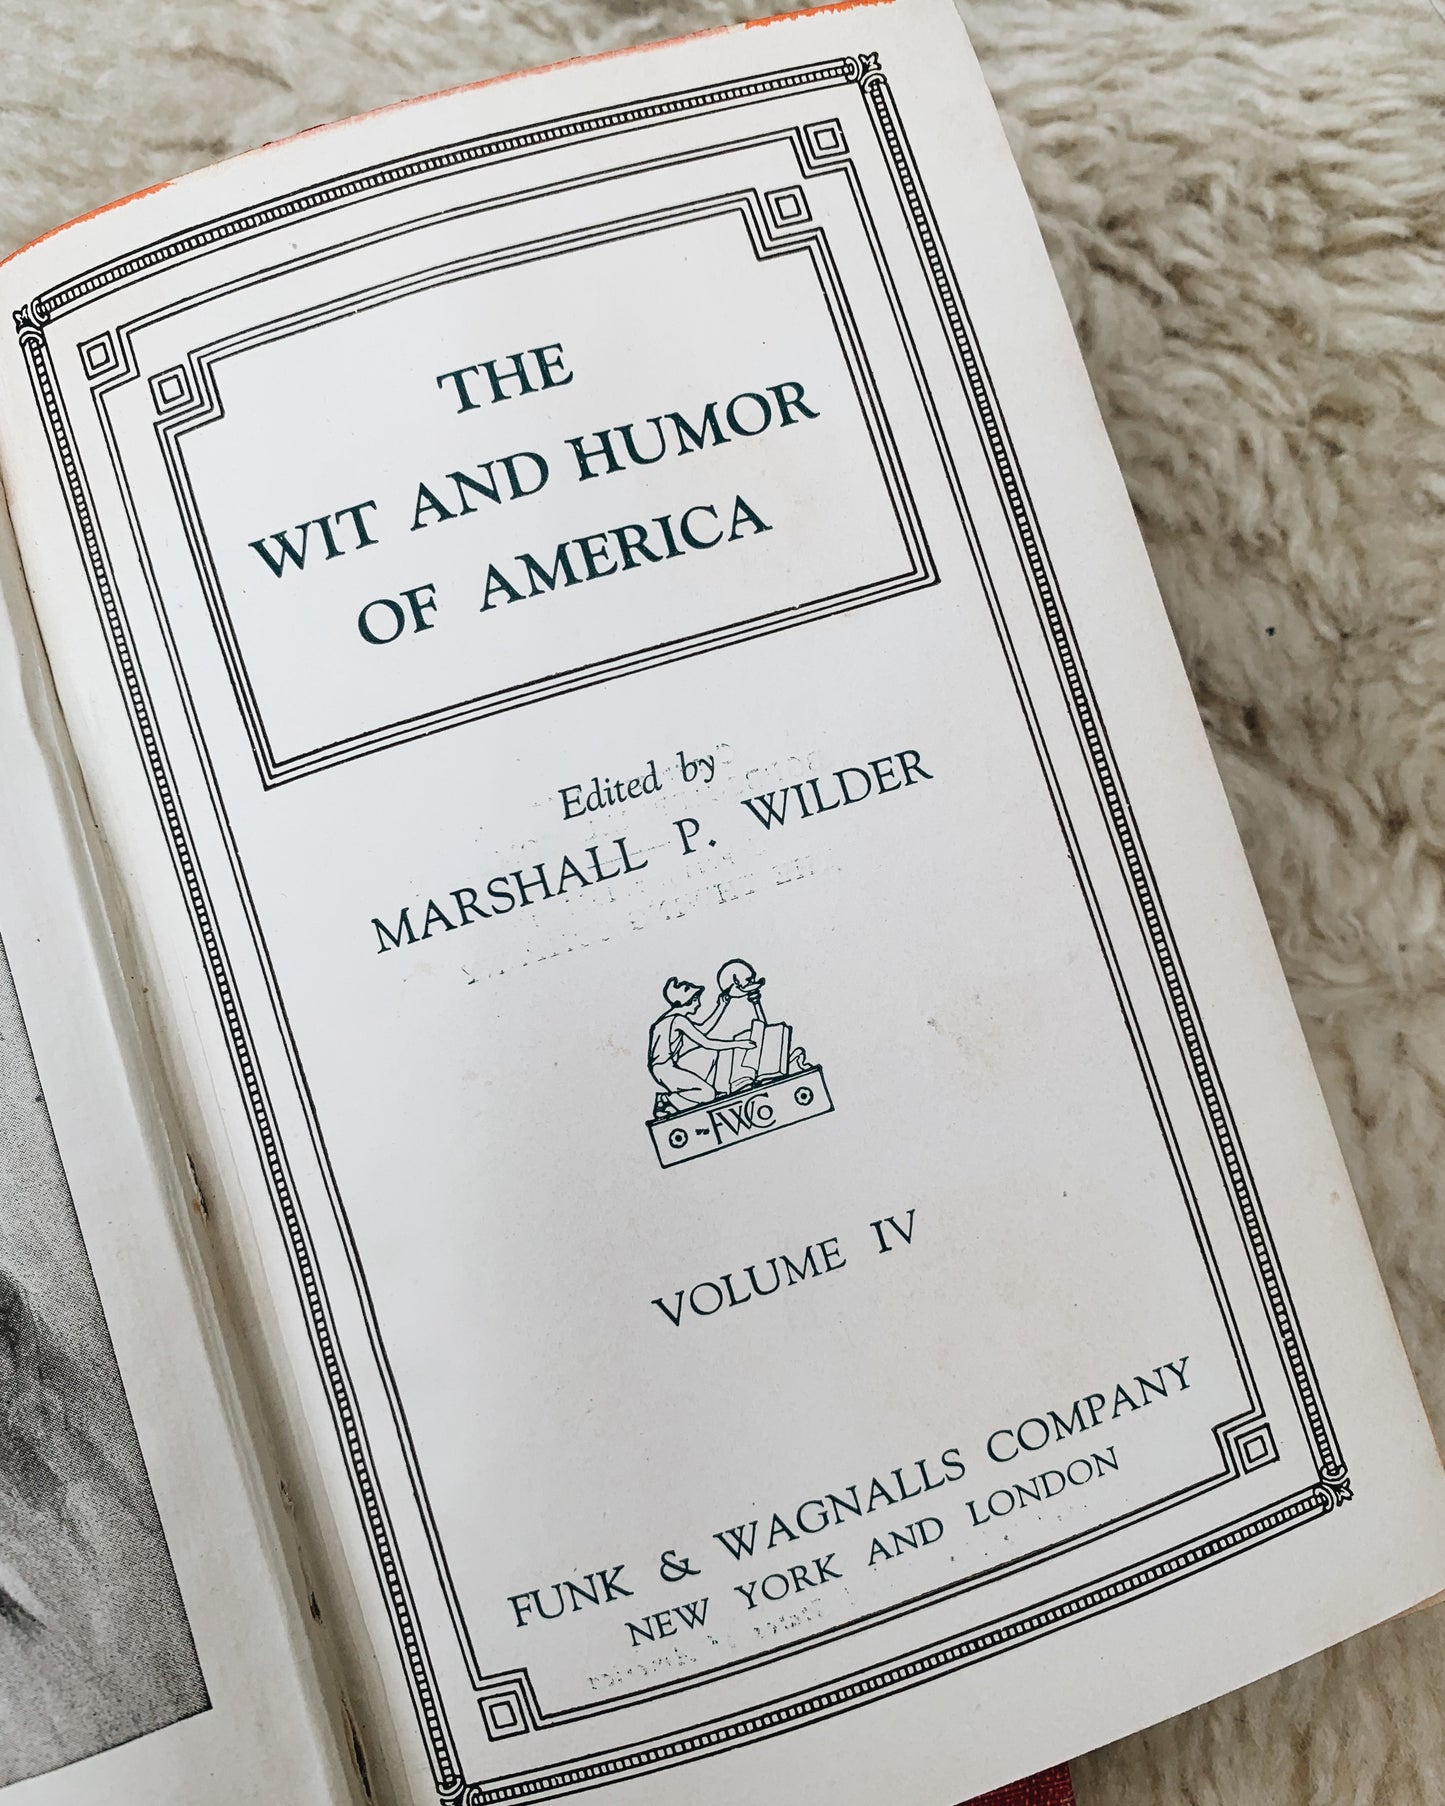 THE
WIT AND HUMOR
OF AMERICA
Edited by
MARSHALL P. WILDER
FWCo
VOLUME IV
FUNK & WAGNALLS COMPANY
NEW YORK AND LONDON